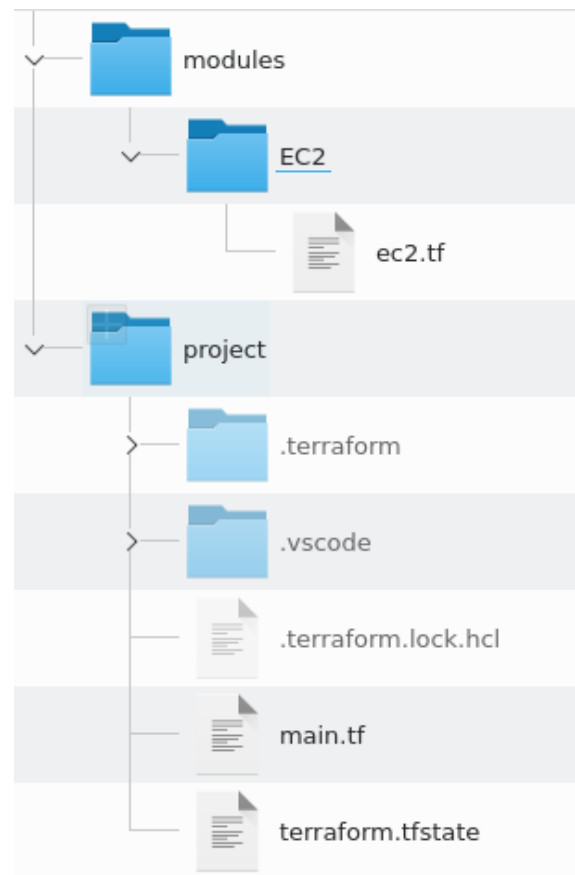 modules
EC2
ec2.tf
project
.terraform
.vscode
.terraform.lock.hcl
main.tf
terraform.tfstate